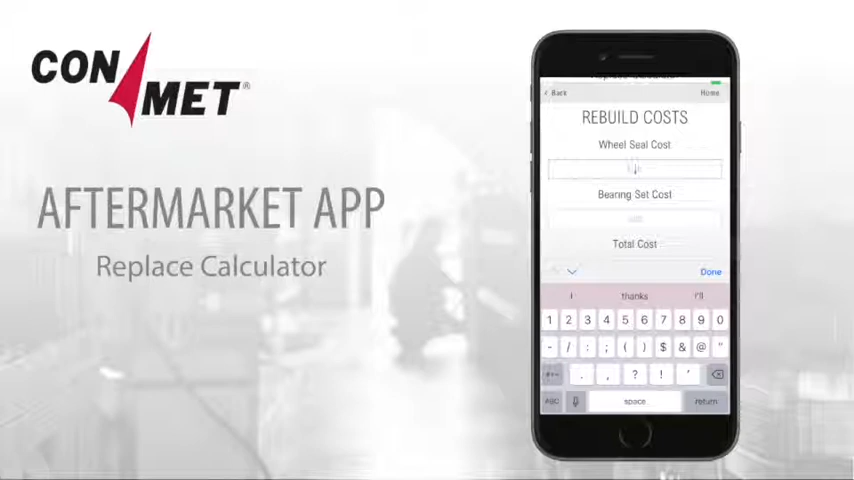 CON MET®
AFTERMARKET APP
Replace Calculator
Back
Home
REBUILD COSTS
Wheel Seal Cost
Bearing Set Cost
Total Cost
Done
I thanks I'll
1 2 3 4 5 6 7 8 9 0
- / : ; ( ) $ & @ "
#+= . , ? ! '
ABC space return